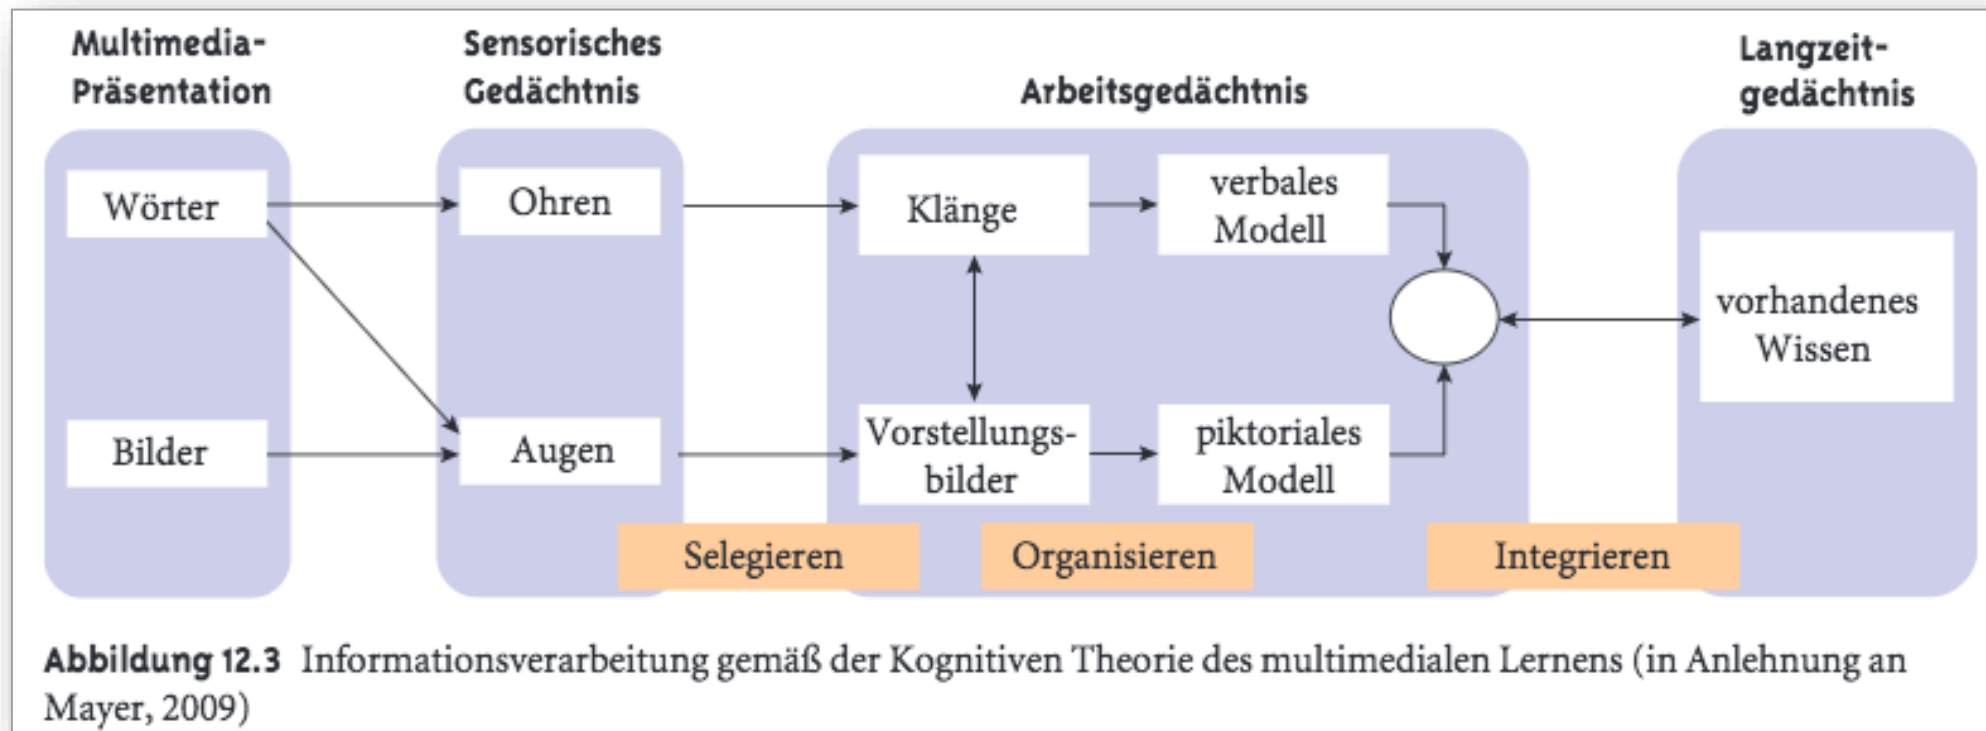 Multimedia-
Präsentation
Sensorisches
Gedächtnis
Arbeitsgedächtnis
Langzeit-
gedächtnis
Wörter
Ohren
Klänge
verbales
Modell
vorhandenes
Wissen
Bilder
Augen
Vorstellungs-
bilder
piktoriales
Modell
Selegieren
Organisieren
Integrieren
Abbildung 12.3 Informationsverarbeitung gemäß der Kognitiven Theorie des multimedialen Lernens (in Anlehnung an
Mayer, 2009)